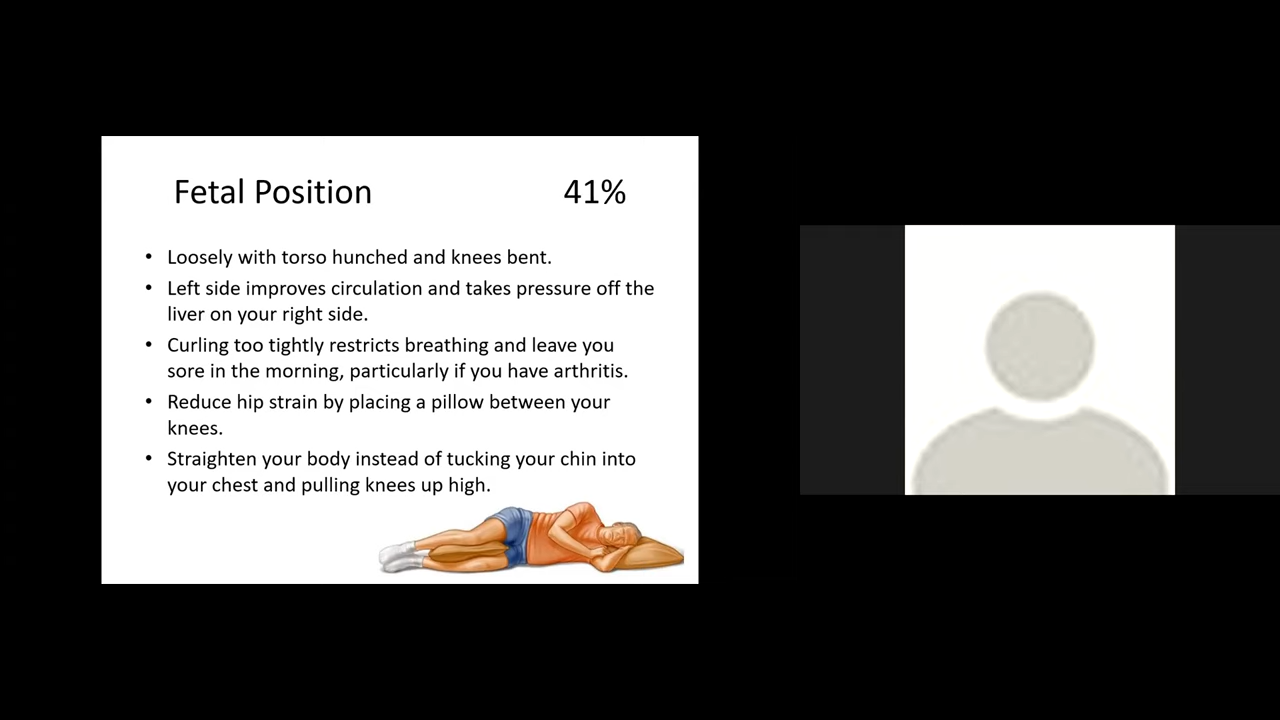 Fetal Position 41%
• Loosely with torso hunched and knees bent.
• Left side improves circulation and takes pressure off the
liver on your right side.
• Curling too tightly restricts breathing and leave you
sore in the morning, particularly if you have arthritis.
• Reduce hip strain by placing a pillow between your
knees.
• Straighten your body instead of tucking your chin into
your chest and pulling knees up high.